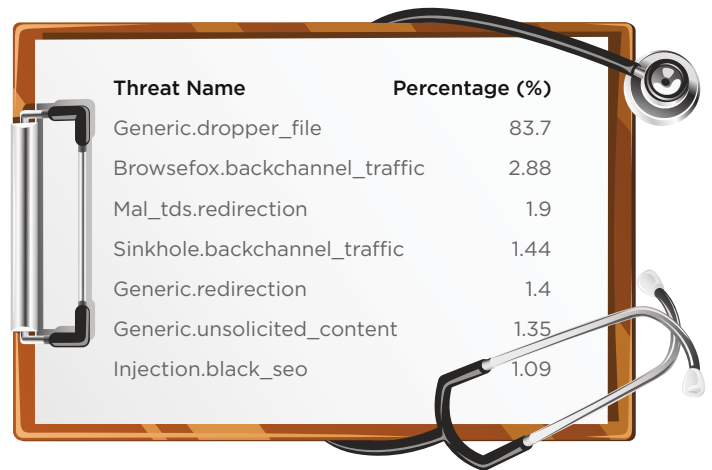 Threat Name Percentage (%)
Generic.dropper_file 83.7
Browsefox.backchannel_traffic 2.88
Mal_tds.redirection 1.9
Sinkhole.backchannel_traffic 1.44
Generic.redirection 1.4
Generic.unsolicited_content 1.35
Injection.black_seo 1.09